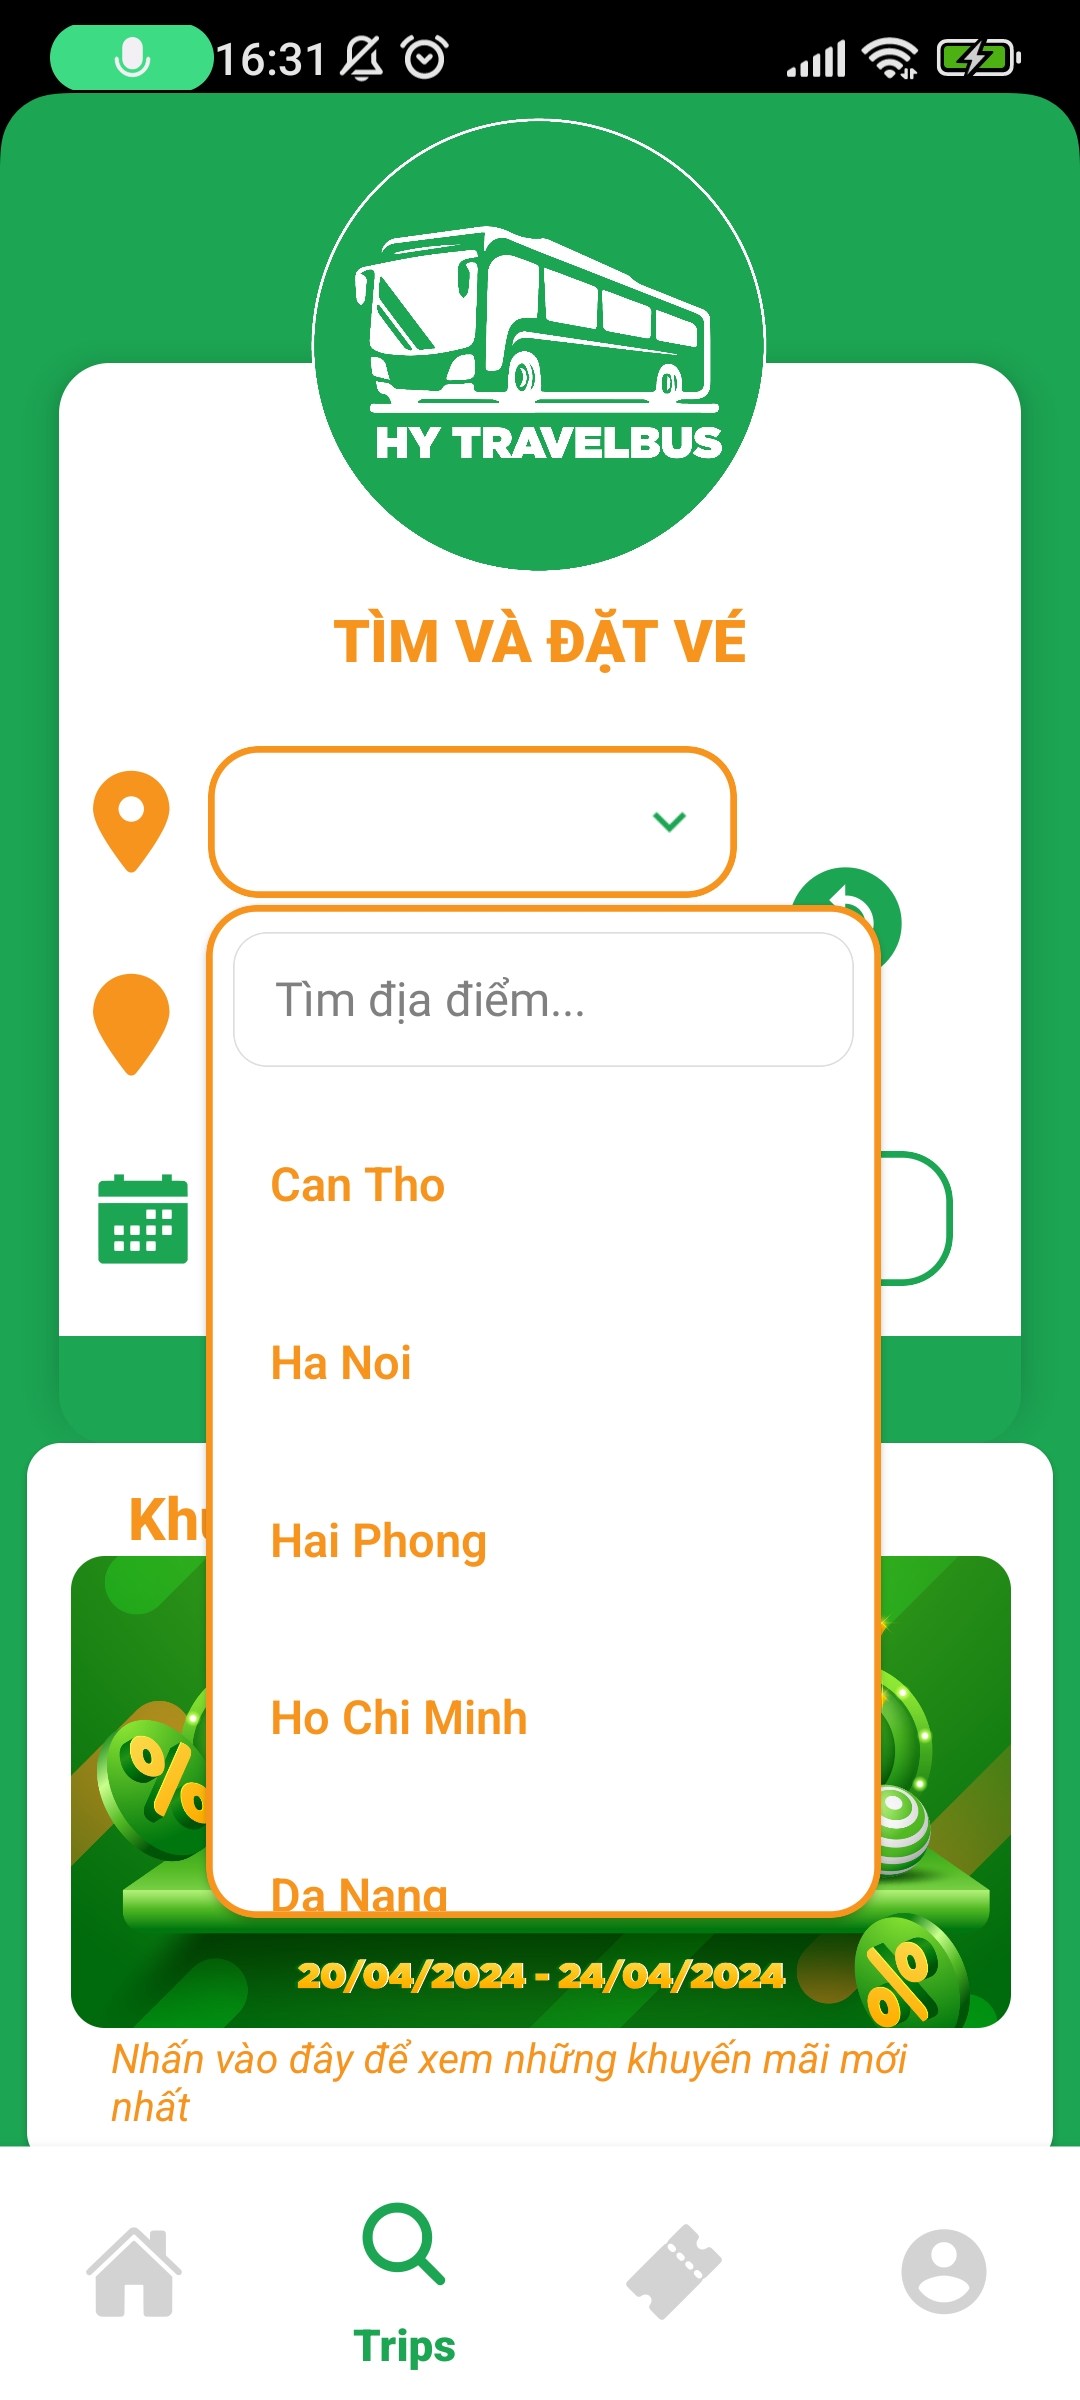 16:31
HY TRAVELBUS
TÌM VÀ ĐẶT VÉ
Tìm địa điểm...
Can Tho
Ha Noi
Hai Phong
Ho Chi Minh
Da Nang
20/04/2024 - 24/04/2024
Nhấn vào đây để xem những khuyến mãi mới
nhất
Trips